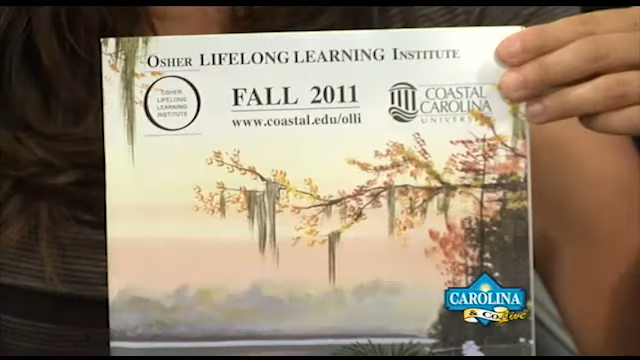 OSHER LIFELONG LEARNING INSTITUTE
OSHER
LIFELONG
LEARNING
INSTITUTE
FALL 2011
www.coastal.edu/olli
COASTAL
CAROLINA
UNIVERSITY
CAROLINA
& Co Live